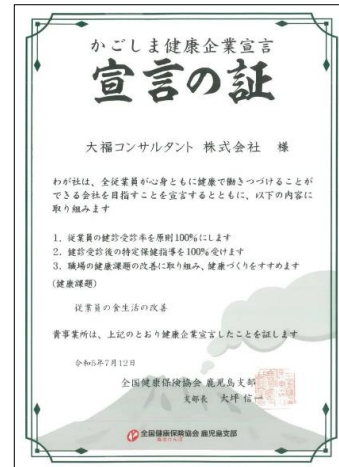 かごしま健康企業宣言
宣言の証
大福コンサルタント 株式会社 様
わが社は、全従業員が心身ともに健康で働きつづけることが
できる会社を目指すことを宣言するとともに、以下の内容に
取り組みます
1. 従業員の健診受診率を原則100%にします
2. 健診受診後の特定保健指導を100%受けます
3. 職場の健康課題の改善に取り組み、健康づくりをすすめます
(健康課題)
従業員の食生活の改善
貴事業所は、上記のとおり健康企業宣言したことを証します
令和5年7月12日
全国健康保険協会 鹿児島支部
支部長 大坪 信一
全国健康保険協会 鹿児島支部
協会けんぽ